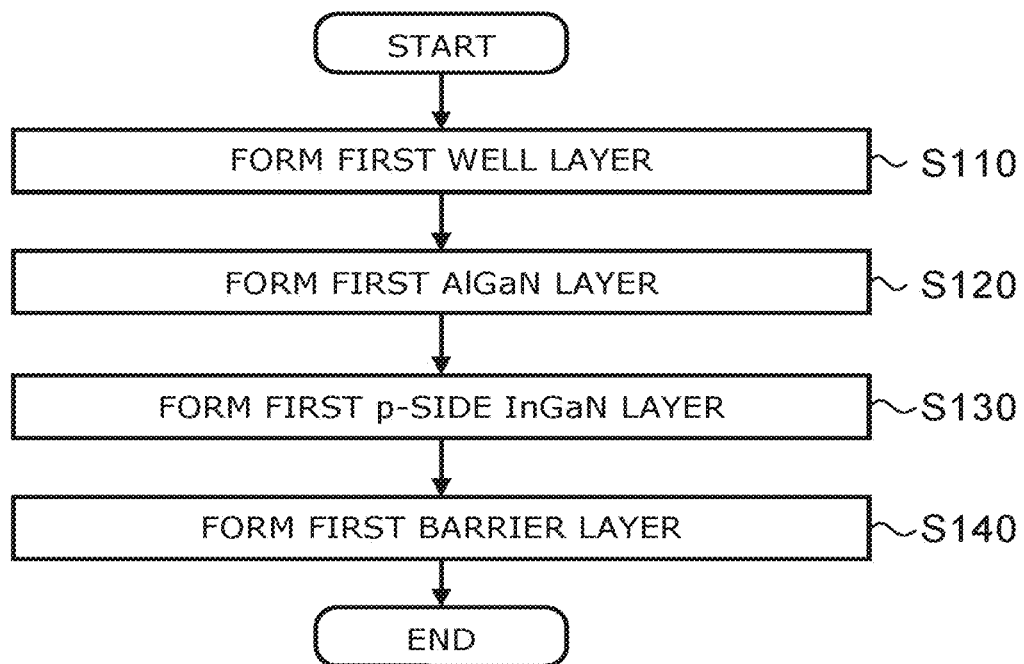 START
FORM FIRST WELL LAYER S110
FORM FIRST AlGaN LAYER S120
FORM FIRST p-SIDE InGaN LAYER S130
FORM FIRST BARRIER LAYER S140
END